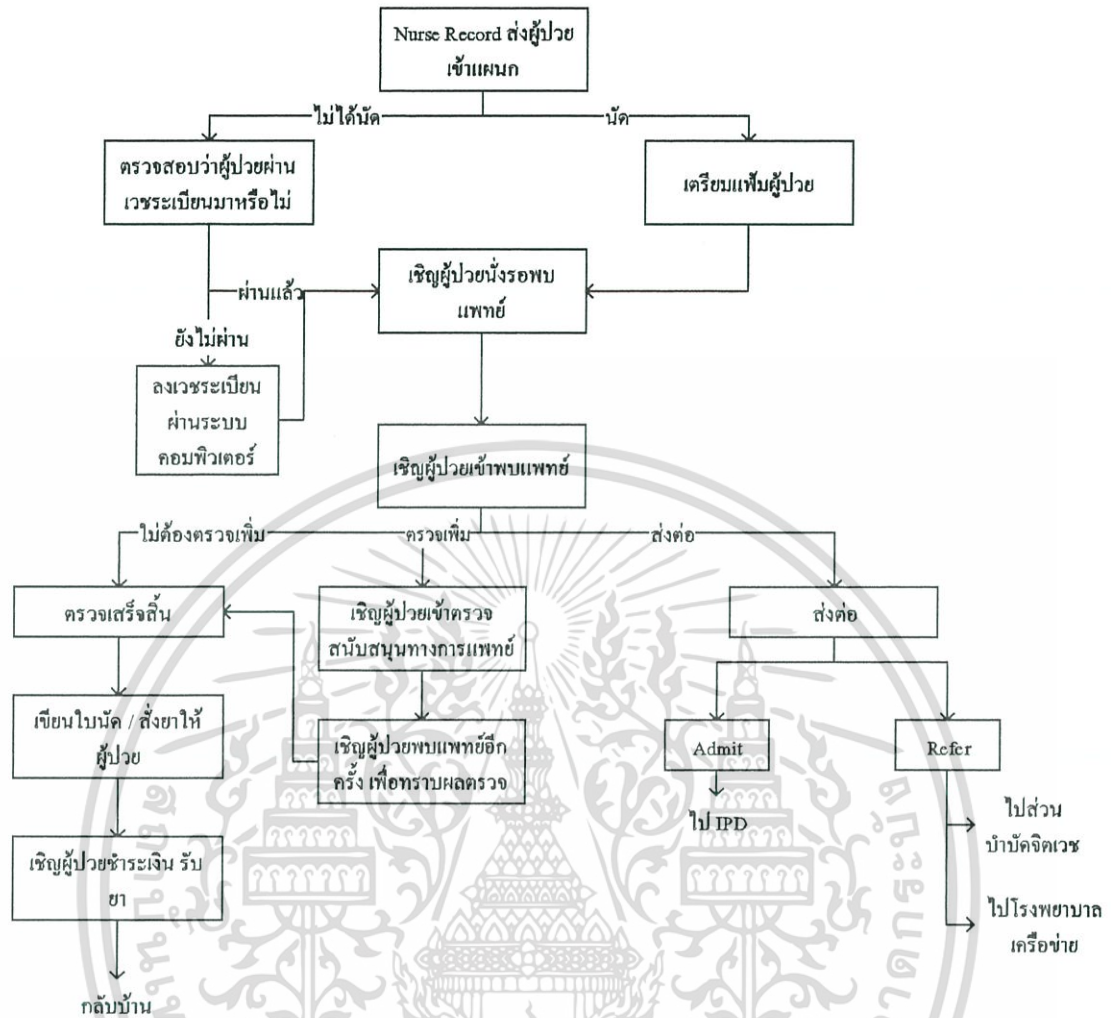 Nurse Record ส่งผู้ป่วย
เข้าแผนก
ไม่ได้นัด
นัด
ตรวจสอบว่าผู้ป่วยผ่าน
เวชระเบียนมาหรือไม่
เตรียมแฟ้มผู้ป่วย
เชิญผู้ป่วยนั่งรอพบ
แพทย์
ผ่านแล้ว
ยังไม่ผ่าน
ลงเวชระเบียน
ผ่านระบบ
คอมพิวเตอร์
เชิญผู้ป่วยเข้าพบแพทย์
ไม่ต้องตรวจเพิ่ม
ตรวจเพิ่ม
ส่งต่อ
ตรวจเสร็จสิ้น
เชิญผู้ป่วยเข้าตรวจ
สนับสนุนทางการแพทย์
ส่งต่อ
เขียนใบนัด / สั่งยาให้
ผู้ป่วย
เชิญผู้ป่วยพบแพทย์อีก
ครั้ง เพื่อทราบผลตรวจ
Admit
Refer
ไป IPD
ไปส่วน
บำบัดจิตเวช
เชิญผู้ป่วยชำระเงิน รับ
ยา
ไปโรงพยาบาล
เครือข่าย
กลับบ้าน